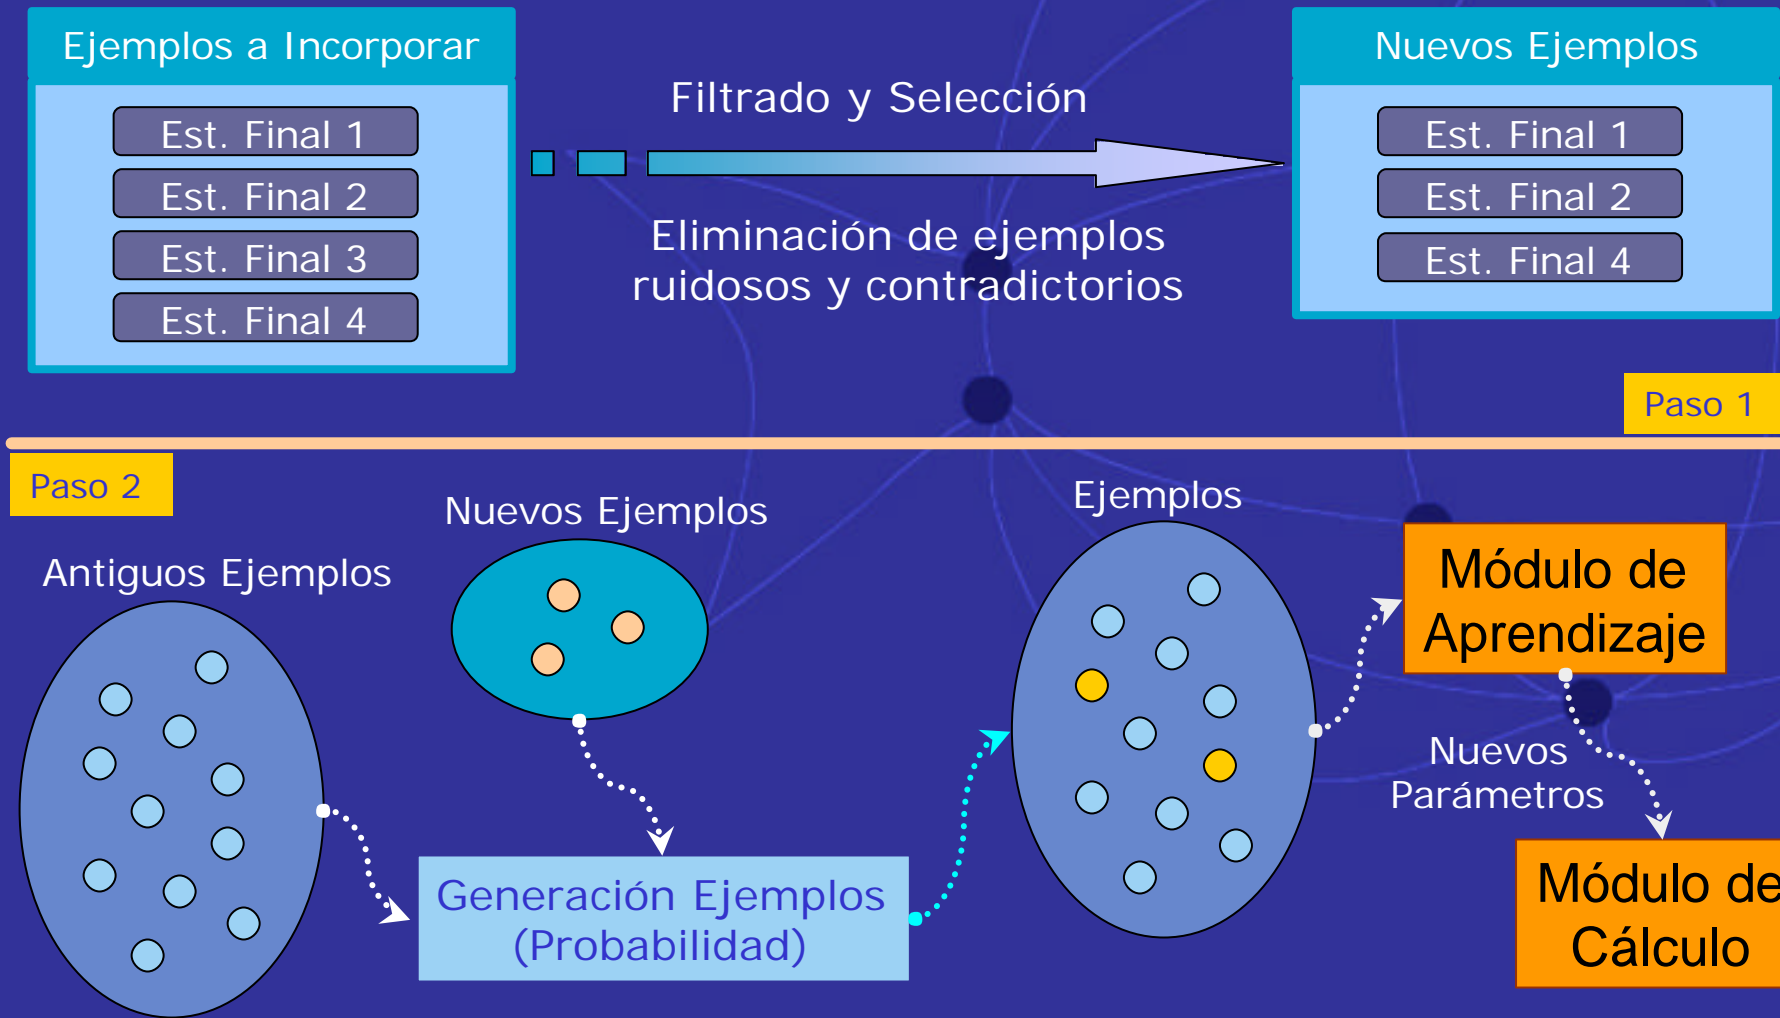 Ejemplos a Incorporar
Est. Final 1
Est. Final 2
Est. Final 3
Est. Final 4
Filtrado y Selección
Eliminación de ejemplos
ruidosos y contradictorios
Nuevos Ejemplos
Est. Final 1
Est. Final 2
Est. Final 4
Paso 1
Paso 2
Antiguos Ejemplos
Nuevos Ejemplos
Generación Ejemplos
(Probabilidad)
Ejemplos
Módulo de
Aprendizaje
Nuevos
Parámetros
Módulo de
Cálculo